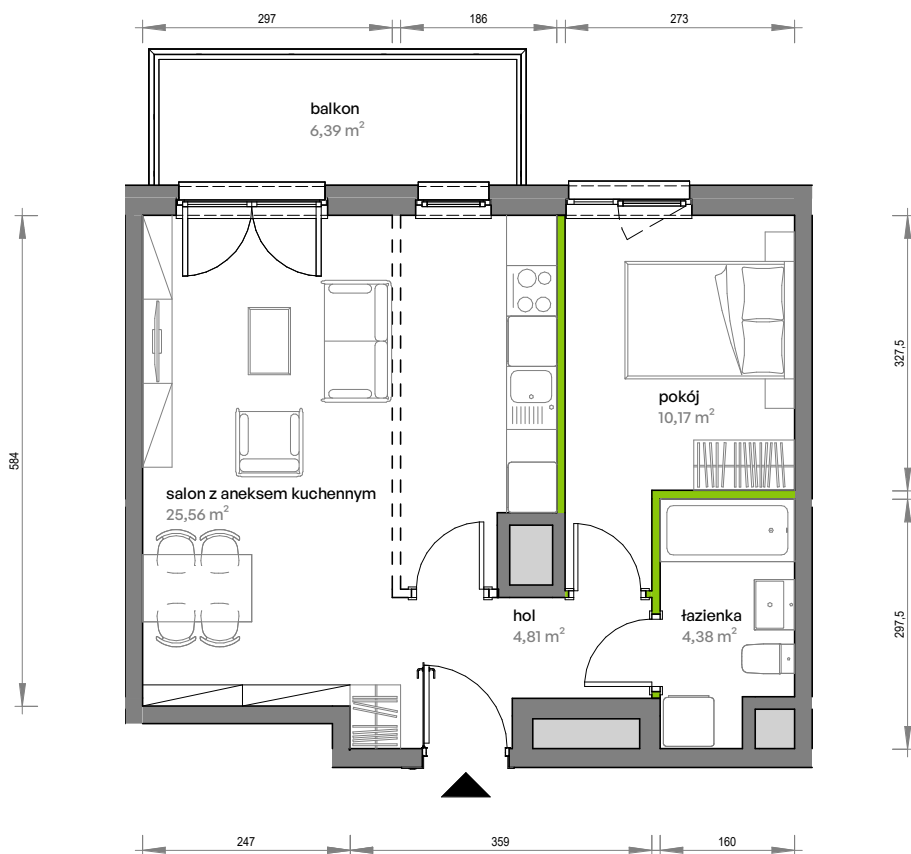 297
186
273
balkon
6,39 m²
584
327,5
pokój
10,17 m²
salon z aneksem kuchennym
25,56 m²
hol
4,81 m²
łazienka
4,38 m²
297,5
247
359
160